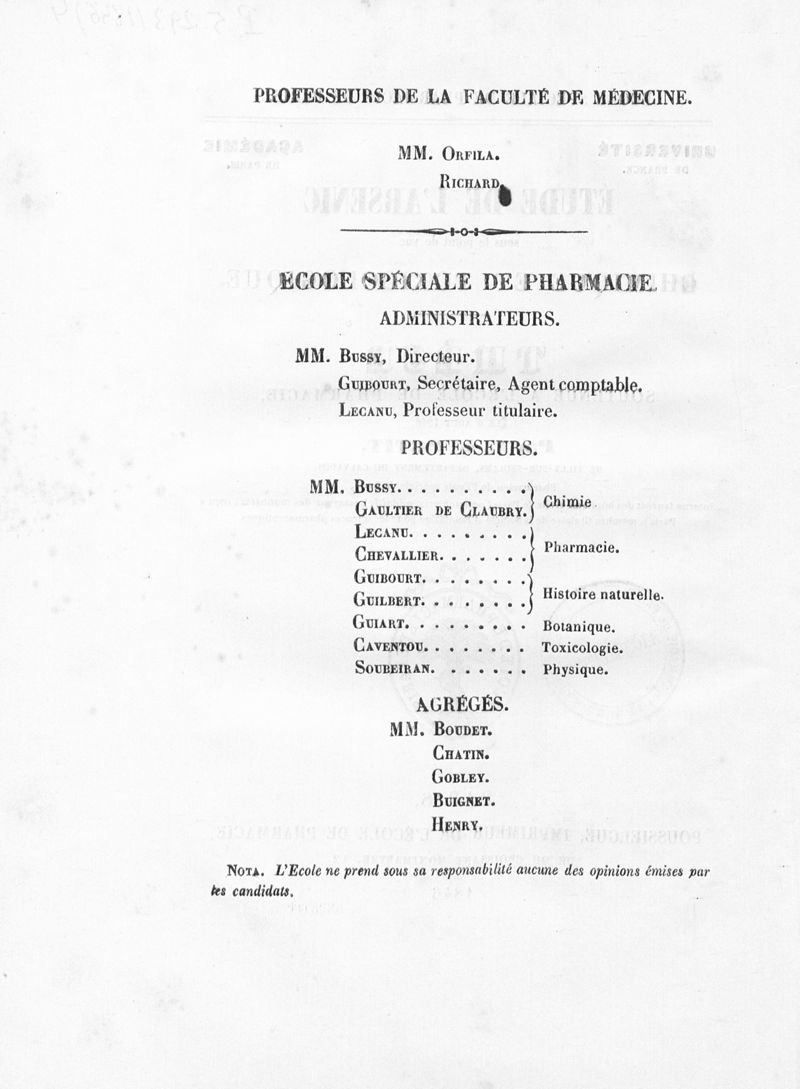 PROFESSEURS DE LA FACULTÉ DE MÉDECINE.
MM. ORFILA.
RICHARD.
ECOLE SPÉCIALE DE PHARMACIE.
ADMINISTRATEURS.
MM. BUSSY, Directeur.
GUIBOURT, Secrétaire, Agent comptable.
LECANU, Professeur titulaire.
PROFESSEURS.
MM. BUSSY. . . . . . . . . . .
GAULTIER DE CLAUBRY. } Chimie.
LECANU. . . . . . . . .
CHEVALLIER. . . . . . . . } Pharmacie.
GUIBOURT. . . . . . . . .
GUILBERT. . . . . . . . . } Histoire naturelle.
GUIART. . . . . . . . . . Botanique.
CAVENTOU. . . . . . . . Toxicologie.
SOUBEIRAN. . . . . . . Physique.
AGRÉGÉS.
MM. BOUDET.
CHATIN.
GOBLEY.
BUIGNET.
HENRY.
NOTA. L'Ecole ne prend sous sa responsabilité aucune des opinions émises par
les candidats.